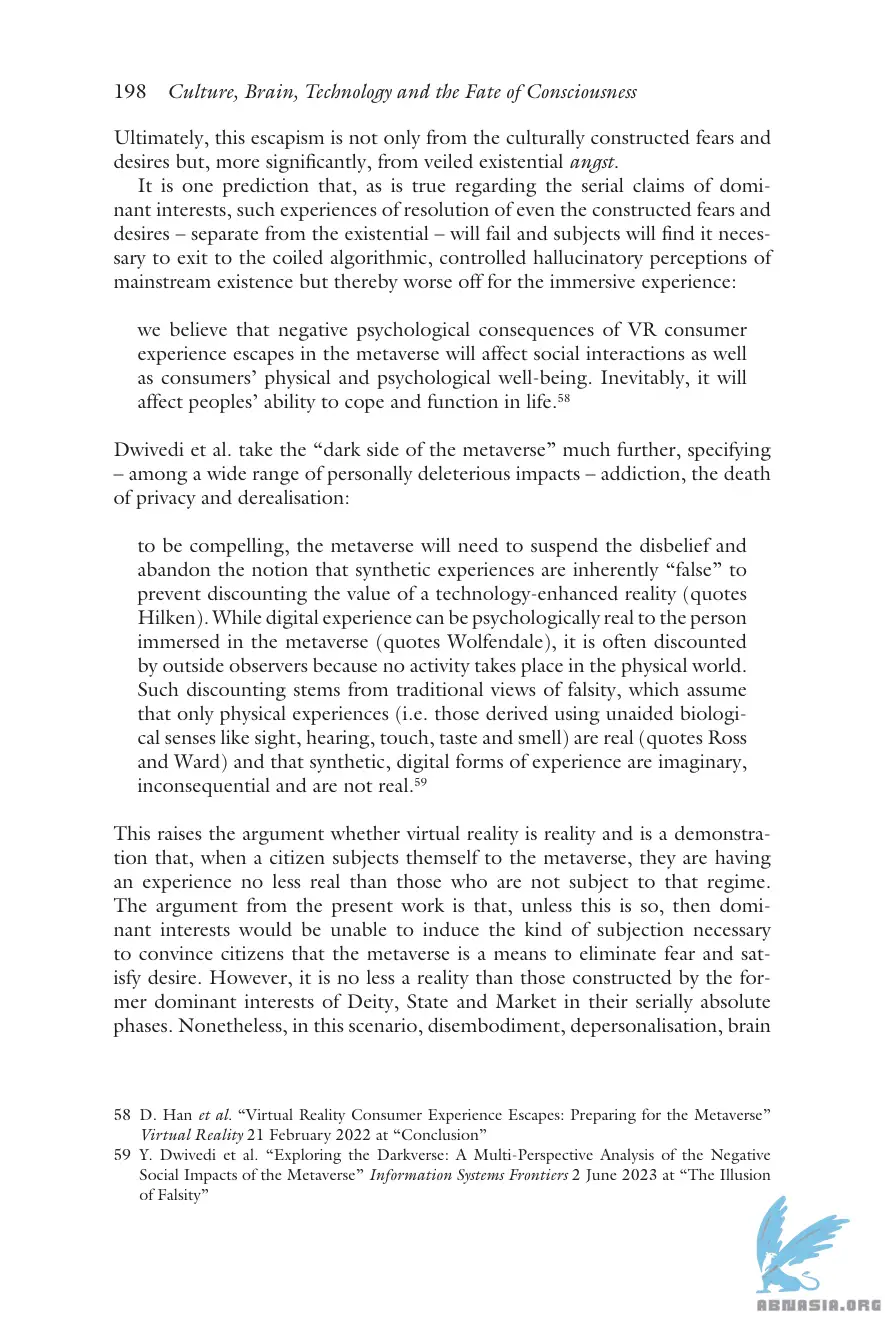 198 Culture, Brain, Technology and the Fate of Consciousness
Ultimately, this escapism is not only from the culturally constructed fears and
desires but, more significantly, from veiled existential angst.
It is one prediction that, as is true regarding the serial claims of domi-
nant interests, such experiences of resolution of even the constructed fears and
desires – separate from the existential – will fail and subjects will find it neces-
sary to exit to the coiled algorithmic, controlled hallucinatory perceptions of
mainstream existence but thereby worse off for the immersive experience:
we believe that negative psychological consequences of VR consumer
experience escapes in the metaverse will affect social interactions as well
as consumers’ physical and psychological well-being. Inevitably, it will
affect peoples’ ability to cope and function in life.58
Dwivedi et al. take the “dark side of the metaverse” much further, specifying
– among a wide range of personally deleterious impacts – addiction, the death
of privacy and derealisation:
to be compelling, the metaverse will need to suspend the disbelief and
abandon the notion that synthetic experiences are inherently “false” to
prevent discounting the value of a technology-enhanced reality (quotes
Hilken). While digital experience can be psychologically real to the person
immersed in the metaverse (quotes Wolfendale), it is often discounted
by outside observers because no activity takes place in the physical world.
Such discounting stems from traditional views of falsity, which assume
that only physical experiences (i.e. those derived using unaided biologi-
cal senses like sight, hearing, touch, taste and smell) are real (quotes Ross
and Ward) and that synthetic, digital forms of experience are imaginary,
inconsequential and are not real.59
This raises the argument whether virtual reality is reality and is a demonstra-
tion that, when a citizen subjects themself to the metaverse, they are having
an experience no less real than those who are not subject to that regime.
The argument from the present work is that, unless this is so, then domi-
nant interests would be unable to induce the kind of subjection necessary
to convince citizens that the metaverse is a means to eliminate fear and sat-
isfy desire. However, it is no less a reality than those constructed by the for-
mer dominant interests of Deity, State and Market in their serially absolute
phases. Nonetheless, in this scenario, disembodiment, depersonalisation, brain
58 D. Han et al. “Virtual Reality Consumer Experience Escapes: Preparing for the Metaverse”
Virtual Reality 21 February 2022 at “Conclusion”
59 Y. Dwivedi et al. “Exploring the Darkverse: A Multi-Perspective Analysis of the Negative
Social Impacts of the Metaverse” Information Systems Frontiers 2 June 2023 at “The Illusion
of Falsity”
ABNASIA.ORG